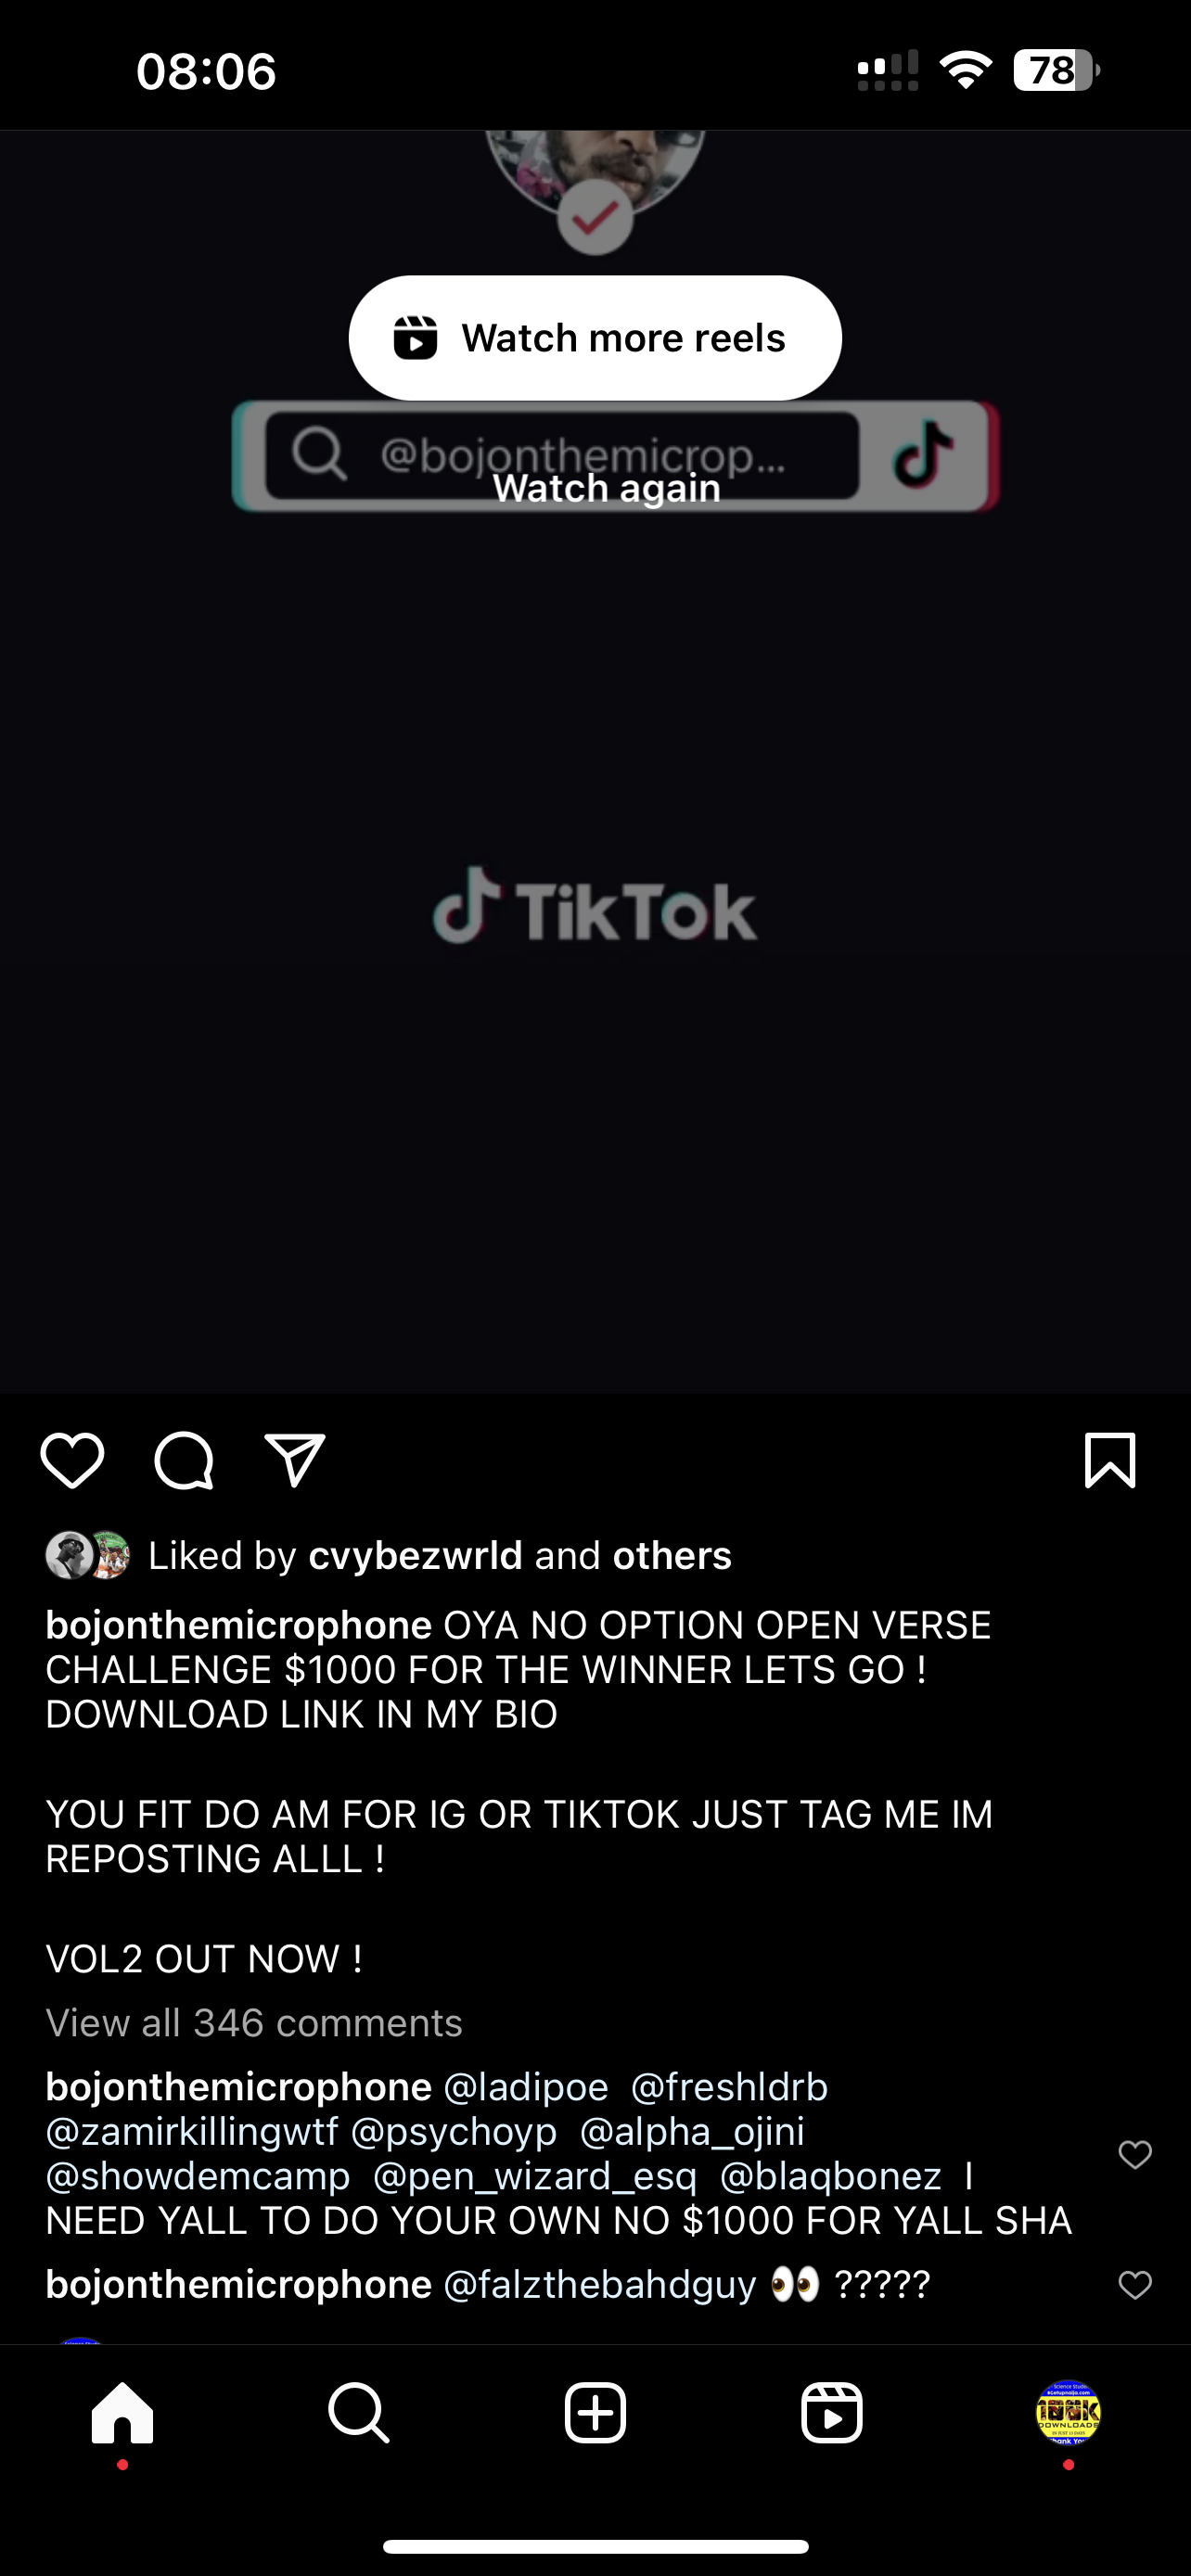 08:06
78
Watch more reels
@bojonthemicrop...
Watch again
TikTok
Liked by cvybezwrld and others
bojonthemicrophone OYA NO OPTION OPEN VERSE
CHALLENGE $1000 FOR THE WINNER LETS GO !
DOWNLOAD LINK IN MY BIO
YOU FIT DO AM FOR IG OR TIKTOK JUST TAG ME IM
REPOSTING ALLL !
VOL2 OUT NOW !
View all 346 comments
bojonthemicrophone @ladipoe @freshldrb
@zamirkillingwtf @psychoyp @alpha_ojini
@showdemcamp @pen_wizard_esq @blaqbonez I
NEED YALL TO DO YOUR OWN NO $1000 FOR YALL SHA
bojonthemicrophone @falzthebahdguy 👀 ?????
100k
DOWNLOADS